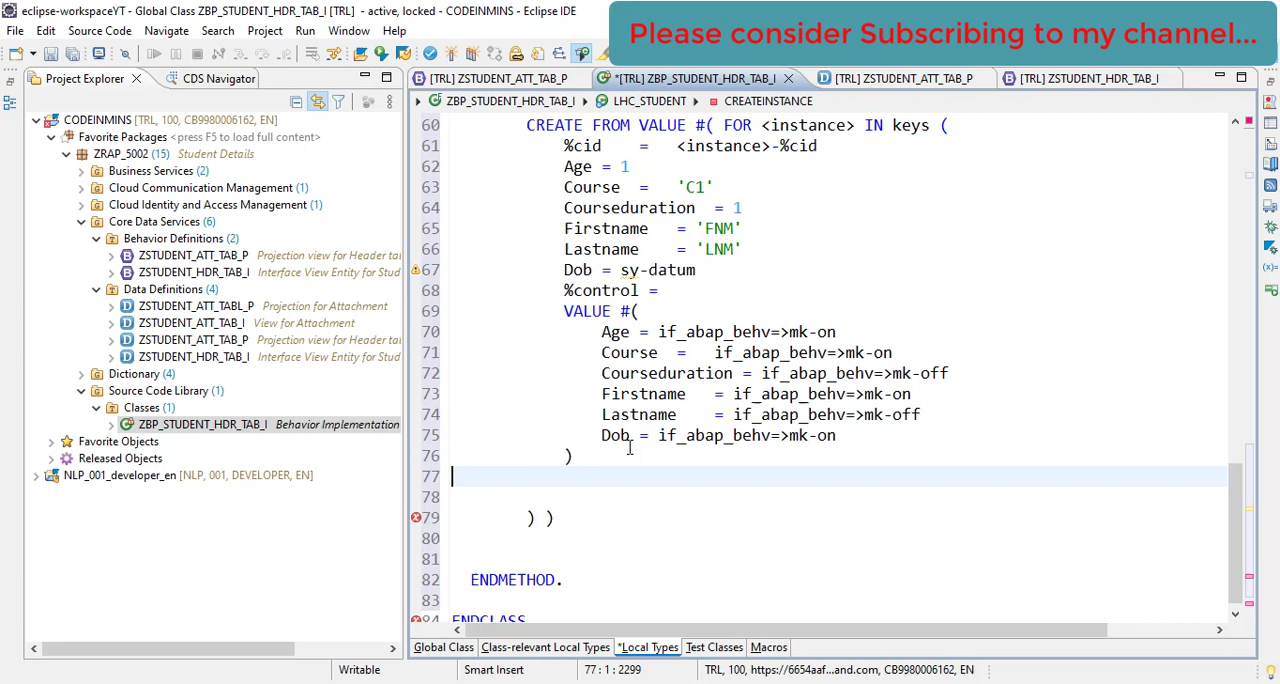 eclipse-workspaceYT - Global Class ZBP_STUDENT_HDR_TAB_I [TRL] - active, locked - CODEINMINS - Eclipse IDE
Please consider Subscribing to my channel...
File Edit Source Code Navigate Search Project Run Window Help
Project Explorer CDS Navigator
[TRL] ZSTUDENT_ATT_TAB_P *[TRL] ZBP_STUDENT_HDR_TAB_I [TRL] ZSTUDENT_ATT_TAB_P [TRL] ZSTUDENT_HDR_TAB_I
ZBP_STUDENT_HDR_TAB_I LHC_STUDENT CREATEINSTANCE
CODEINMINS [TRL, 100, CB9980006162, EN]
Favorite Packages <press F5 to load full content>
ZRAP_5002 (15) Student Details
Business Services (2)
Cloud Communication Management (1)
Cloud Identity and Access Management (1)
Core Data Services (6)
Behavior Definitions (2)
ZSTUDENT_ATT_TAB_P Projection view for Header tal
ZSTUDENT_HDR_TAB_I Interface View Entity for Stud
Data Definitions (4)
ZSTUDENT_ATT_TABL_P Projection for Attachment
ZSTUDENT_ATT_TAB_I View for Attachment
ZSTUDENT_ATT_TAB_P Projection view for Header tal
ZSTUDENT_HDR_TAB_I Interface View Entity for Stud
Dictionary (4)
Source Code Library (1)
Classes (1)
ZBP_STUDENT_HDR_TAB_I Behavior Implementation
Favorite Objects
Released Objects
NLP_001_developer_en [NLP, 001, DEVELOPER, EN]
60 CREATE FROM VALUE #( FOR <instance> IN keys (
61 %cid = <instance>-%cid
62 Age = 1
63 Course = 'C1'
64 Courseduration = 1
65 Firstname = 'FNM'
66 Lastname = 'LNM'
67 Dob = sy-datum
68 %control =
69 VALUE #(
70 Age = if_abap_behv=>mk-on
71 Course = if_abap_behv=>mk-on
72 Courseduration = if_abap_behv=>mk-off
73 Firstname = if_abap_behv=>mk-on
74 Lastname = if_abap_behv=>mk-off
75 Dob = if_abap_behv=>mk-on
76 )
77
78
79 ) )
80
81
82 ENDMETHOD.
83
84 ENDCLASS
Global Class Class-relevant Local Types *Local Types Test Classes Macros
Writable Smart Insert 77 : 1 : 2299 TRL, 100, https://6654aaf...and.com, CB9980006162, EN